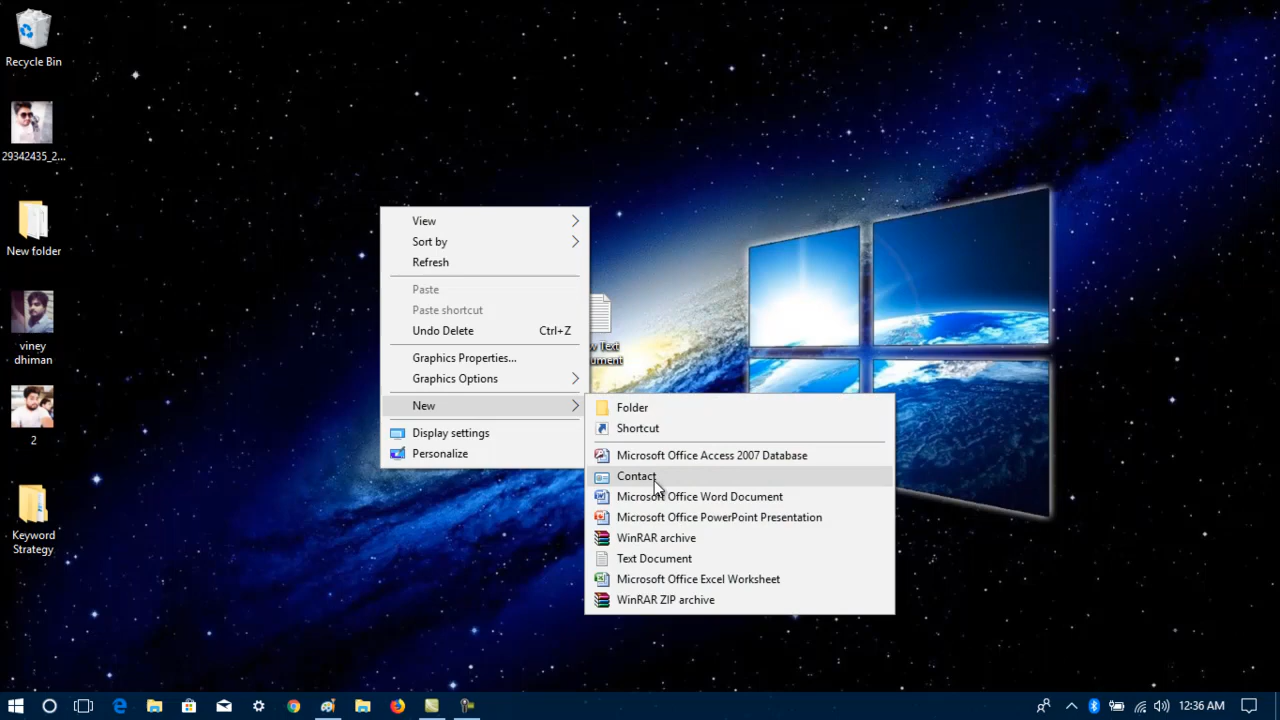 Recycle Bin
29342435_2...
New folder
viney
dhiman
2
Keyword
Strategy
View
Sort by
Refresh
Paste
Paste shortcut
Undo Delete Ctrl+Z
Graphics Properties...
Graphics Options
New
Display settings
Personalize
w Text
ument
Folder
Shortcut
Microsoft Office Access 2007 Database
Contact
Microsoft Office Word Document
Microsoft Office PowerPoint Presentation
WinRAR archive
Text Document
Microsoft Office Excel Worksheet
WinRAR ZIP archive
12:36 AM